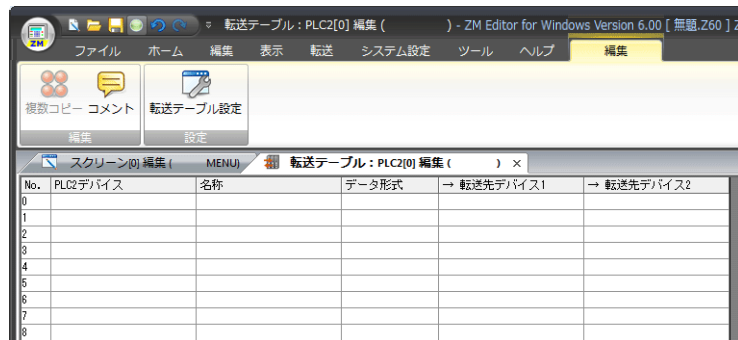 転送テーブル：PLC2[0] 編集 (        ) - ZM Editor for Windows Version 6.00 [ 無題.Z60 ] Z
ZM
ファイル ホーム 編集 表示 転送 システム設定 ツール ヘルプ 編集
複数コピー コメント 転送テーブル設定
編集 設定
スクリーン[0] 編集 ( MENU) 転送テーブル：PLC2[0] 編集 ( ) ×
No. PLC2デバイス 名称 データ形式 → 転送先デバイス1 → 転送先デバイス2
0
1
2
3
4
5
6
7
8